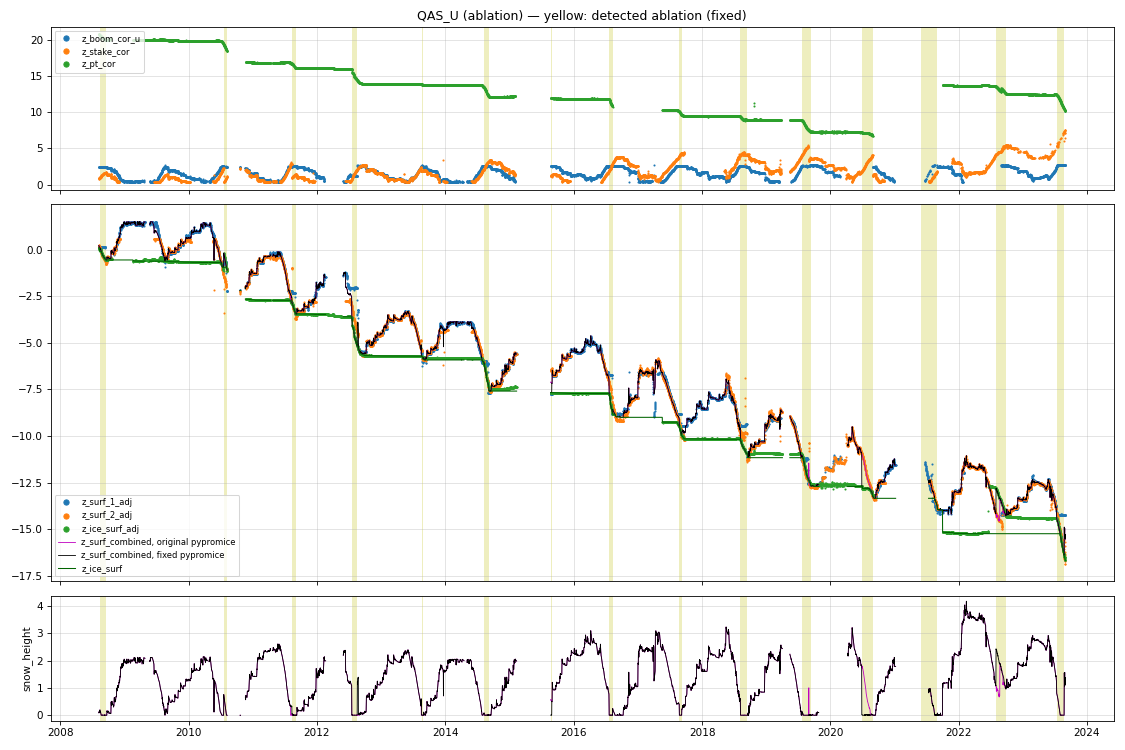 QAS_U (ablation) — yellow: detected ablation (fixed)
z_boom_cor_u
z_stake_cor
z_pt_cor
20
15
10
5
0
0.0
−2.5
−5.0
−7.5
−10.0
−12.5
−15.0
−17.5
z_surf_1_adj
z_surf_2_adj
z_ice_surf_adj
z_surf_combined, original pypromice
z_surf_combined, fixed pypromice
z_ice_surf
snow_height
4
3
2
1
0
2008 2010 2012 2014 2016 2018 2020 2022 2024